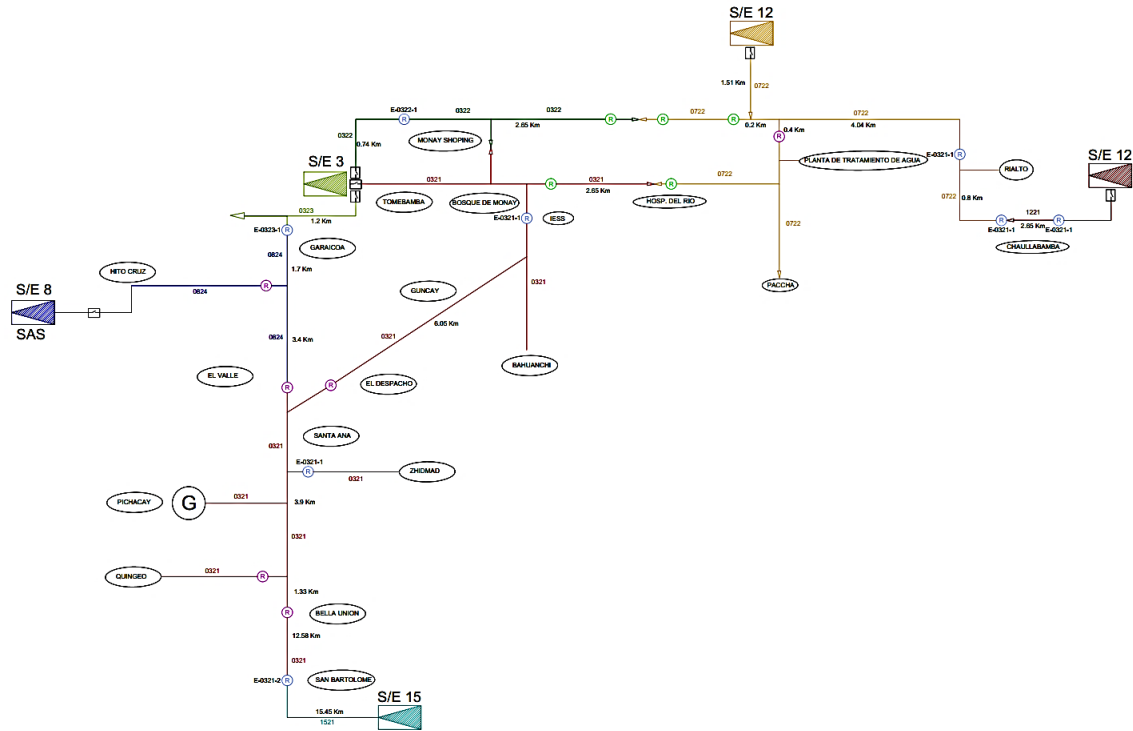 S/E 12
1.51 Km
0722
E-0322-1
0322
0322
0722
0722
R
R
R
R
2.65 Km
0.2 Km
0.4 Km
4.04 Km
0322
0.74 Km
MONAY SHOPING
R
E-0321-1
R
PLANTA DE TRATAMIENTO DE AGUA
S/E 3
S/E 12
RIALTO
0321
0321
0722
R
R
2.65 Km
TOMEBAMBA
BOSQUE DE MONAY
HOSP. DEL RIO
0722
0.8 Km
0323
1.2 Km
E-0321-1
R
IESS
1221
R
R
E-0321-1
2.65 Km
E-0321-1
CHAULLABAMBA
E-0323-1
R
GARAICOA
0824
1.7 Km
0722
HITO CRUZ
R
0824
GUNCAY
0321
PACCHA
S/E 8
SAS
0824
3.4 Km
0321
6.05 Km
BAHUANCHI
EL VALLE
R
R
EL DESPACHO
SANTA ANA
0321
E-0321-1
R
0321
ZHIDMAD
PICHACAY
G
0321
3.9 Km
0321
QUINGEO
0321
R
1.33 Km
R
BELLA UNION
12.58 Km
0321
E-0321-2
R
SAN BARTOLOME
S/E 15
15.45 Km
1521